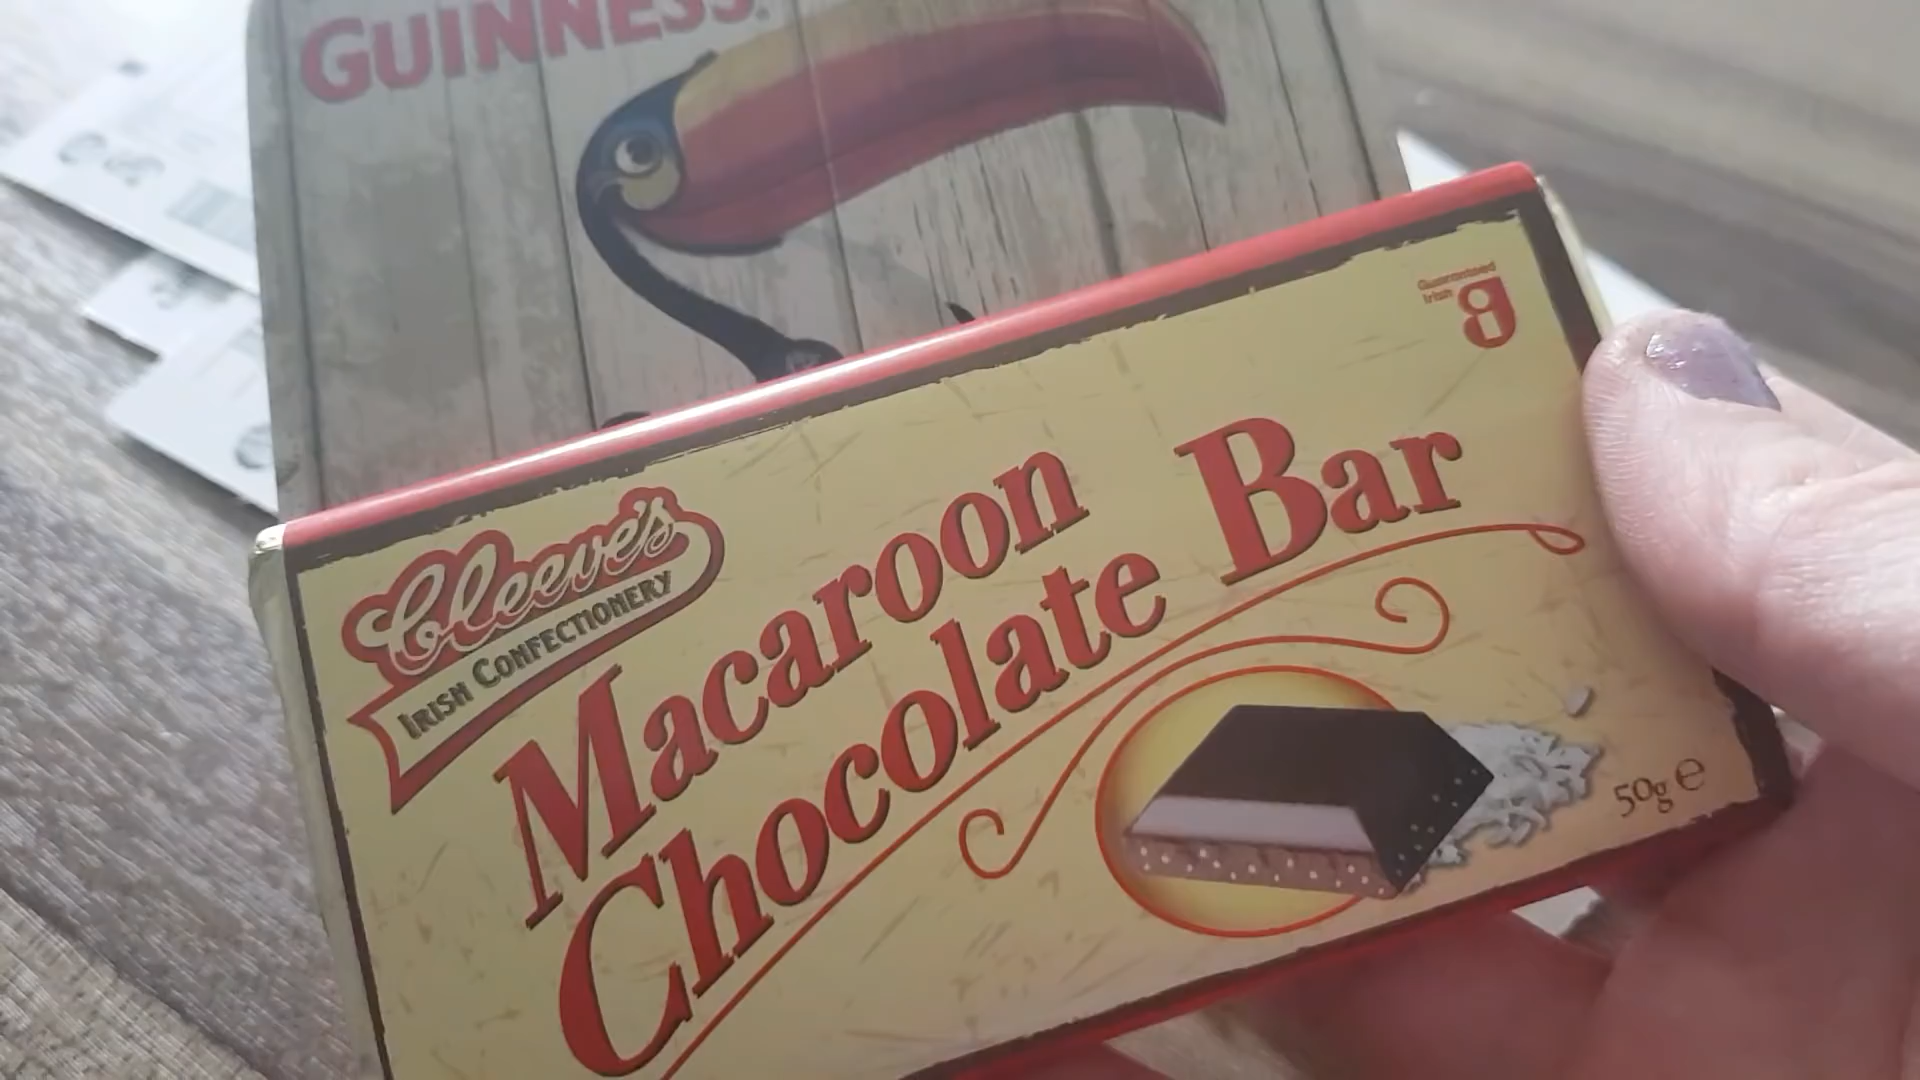 GUINNESS
Guaranteed
Irish
Cleeve's
IRISH CONFECTIONERY
Macaroon
Chocolate Bar
50g e